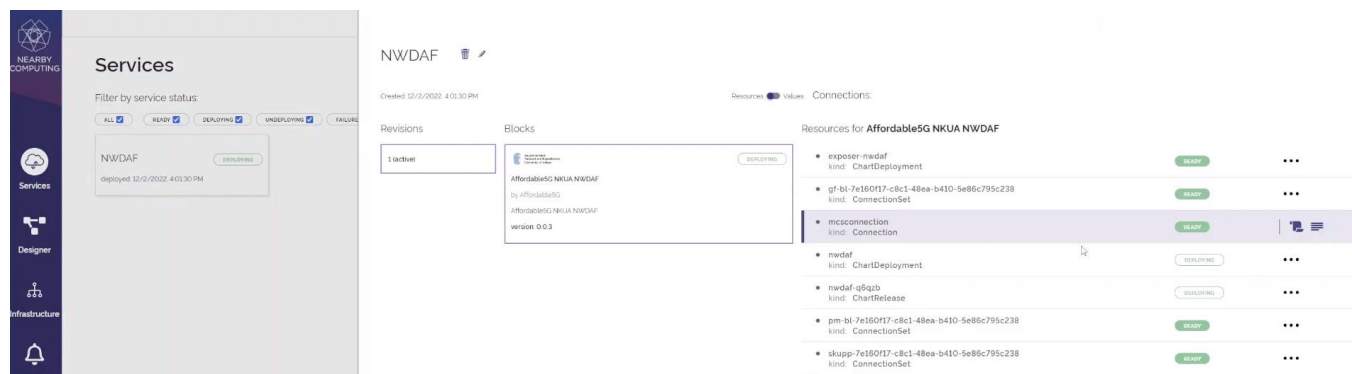 NEARBY
COMPUTING
Services
Designer
Infrastructure
Services
Filter by service status:
ALL
READY
DEPLOYING
UNDEPLOYING
FAILURE
NWDAF
DEPLOYING
deployed: 12/2/2022, 4:01:30 PM
NWDAF
Created: 12/2/2022, 4:01:30 PM
Resources
Values
Connections:
Revisions
1 (active)
Blocks
DEPLOYING
Affordable5G NKUA NWDAF
by Affordable5G
Affordable5G NKUA NWDAF
version: 0.0.3
Resources for Affordable5G NKUA NWDAF
exposer-nwdaf
kind: ChartDeployment
READY
gf-bl-7e160f17-c8c1-48ea-b410-5e86c795c238
kind: ConnectionSet
READY
mcsconnection
kind: Connection
READY
nwdaf
kind: ChartDeployment
DEPLOYING
nwdaf-q6qzb
kind: ChartRelease
DEPLOYING
pm-bl-7e160f17-c8c1-48ea-b410-5e86c795c238
kind: ConnectionSet
READY
skupp-7e160f17-c8c1-48ea-b410-5e86c795c238
kind: ConnectionSet
READY